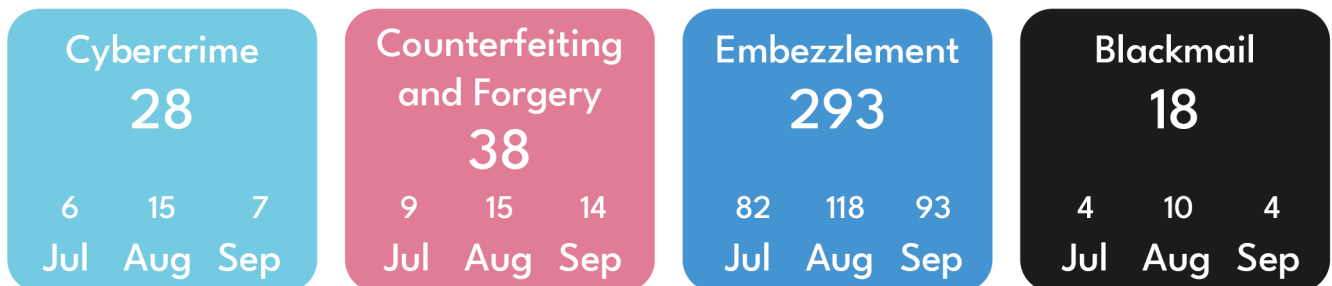 Cybercrime
28
6 15 7
Jul Aug Sep
Counterfeiting
and Forgery
38
9 15 14
Jul Aug Sep
Embezzlement
293
82 118 93
Jul Aug Sep
Blackmail
18
4 10 4
Jul Aug Sep